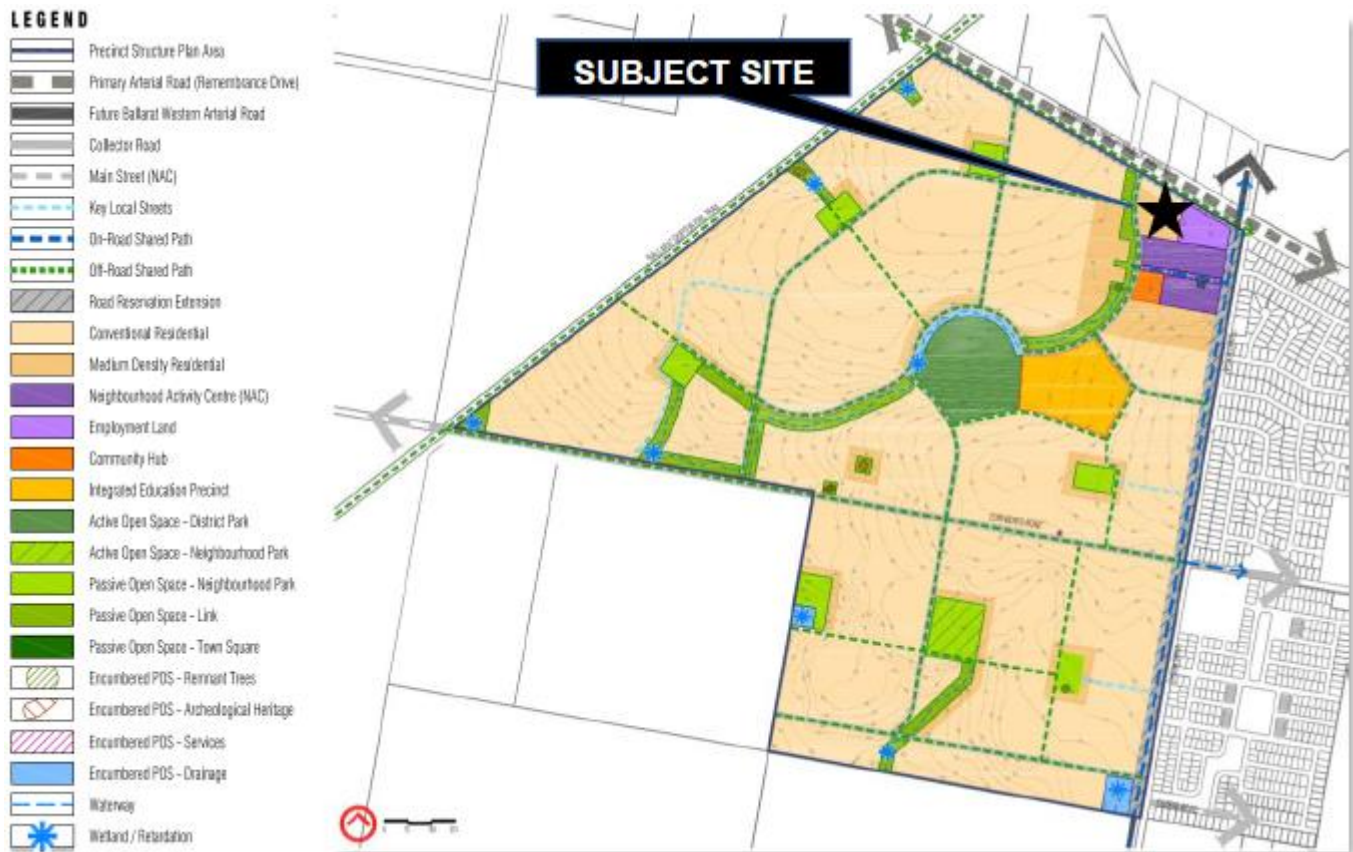 LEGEND
Precinct Structure Plan Area
Primary Arterial Road (Remembrance Drive)
Future Ballarat Western Arterial Road
Collector Road
Main Street (NAC)
Key Local Streets
On-Road Shared Path
Off-Road Shared Path
Road Reservation Extension
Conventional Residential
Medium Density Residential
Neighbourhood Activity Centre (NAC)
Employment Land
Community Hub
Integrated Education Precinct
Active Open Space - District Park
Active Open Space - Neighbourhood Park
Passive Open Space - Neighbourhood Park
Passive Open Space - Link
Passive Open Space - Town Square
Encumbered POS - Remnant Trees
Encumbered POS - Archeological Heritage
Encumbered POS - Services
Encumbered POS - Drainage
Waterway
Wetland / Retardation
SUBJECT SITE